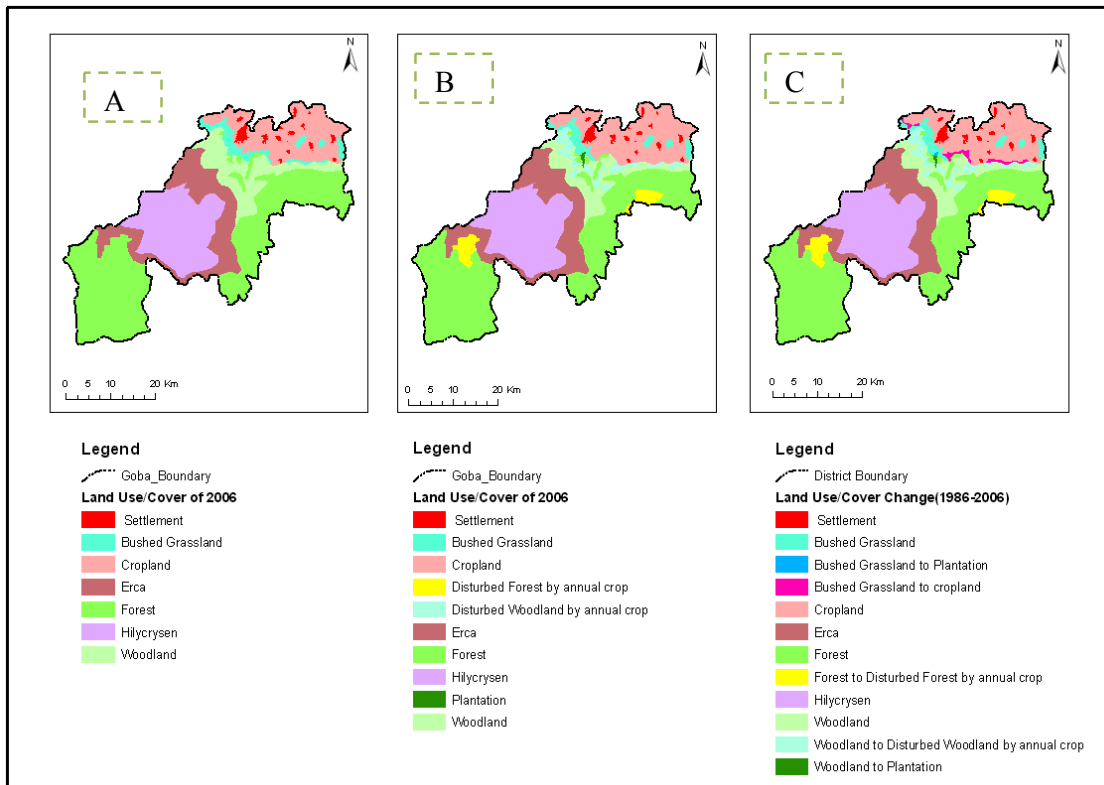 N
A
0 5 10 20 Km
N
B
0 5 10 20 Km
N
C
0 5 10 20 Km
Legend
Goba_Boundary
Land Use/Cover of 2006
Settlement
Bushed Grassland
Cropland
Erca
Forest
Hilycrysen
Woodland
Legend
Goba_Boundary
Land Use/Cover of 2006
Settlement
Bushed Grassland
Cropland
Disturbed Forest by annual crop
Disturbed Woodland by annual crop
Erca
Forest
Hilycrysen
Plantation
Woodland
Legend
District Boundary
Land Use/Cover Change(1986-2006)
Settlement
Bushed Grassland
Bushed Grassland to Plantation
Bushed Grassland to cropland
Cropland
Erca
Forest
Forest to Disturbed Forest by annual crop
Hilycrysen
Woodland
Woodland to Disturbed Woodland by annual crop
Woodland to Plantation